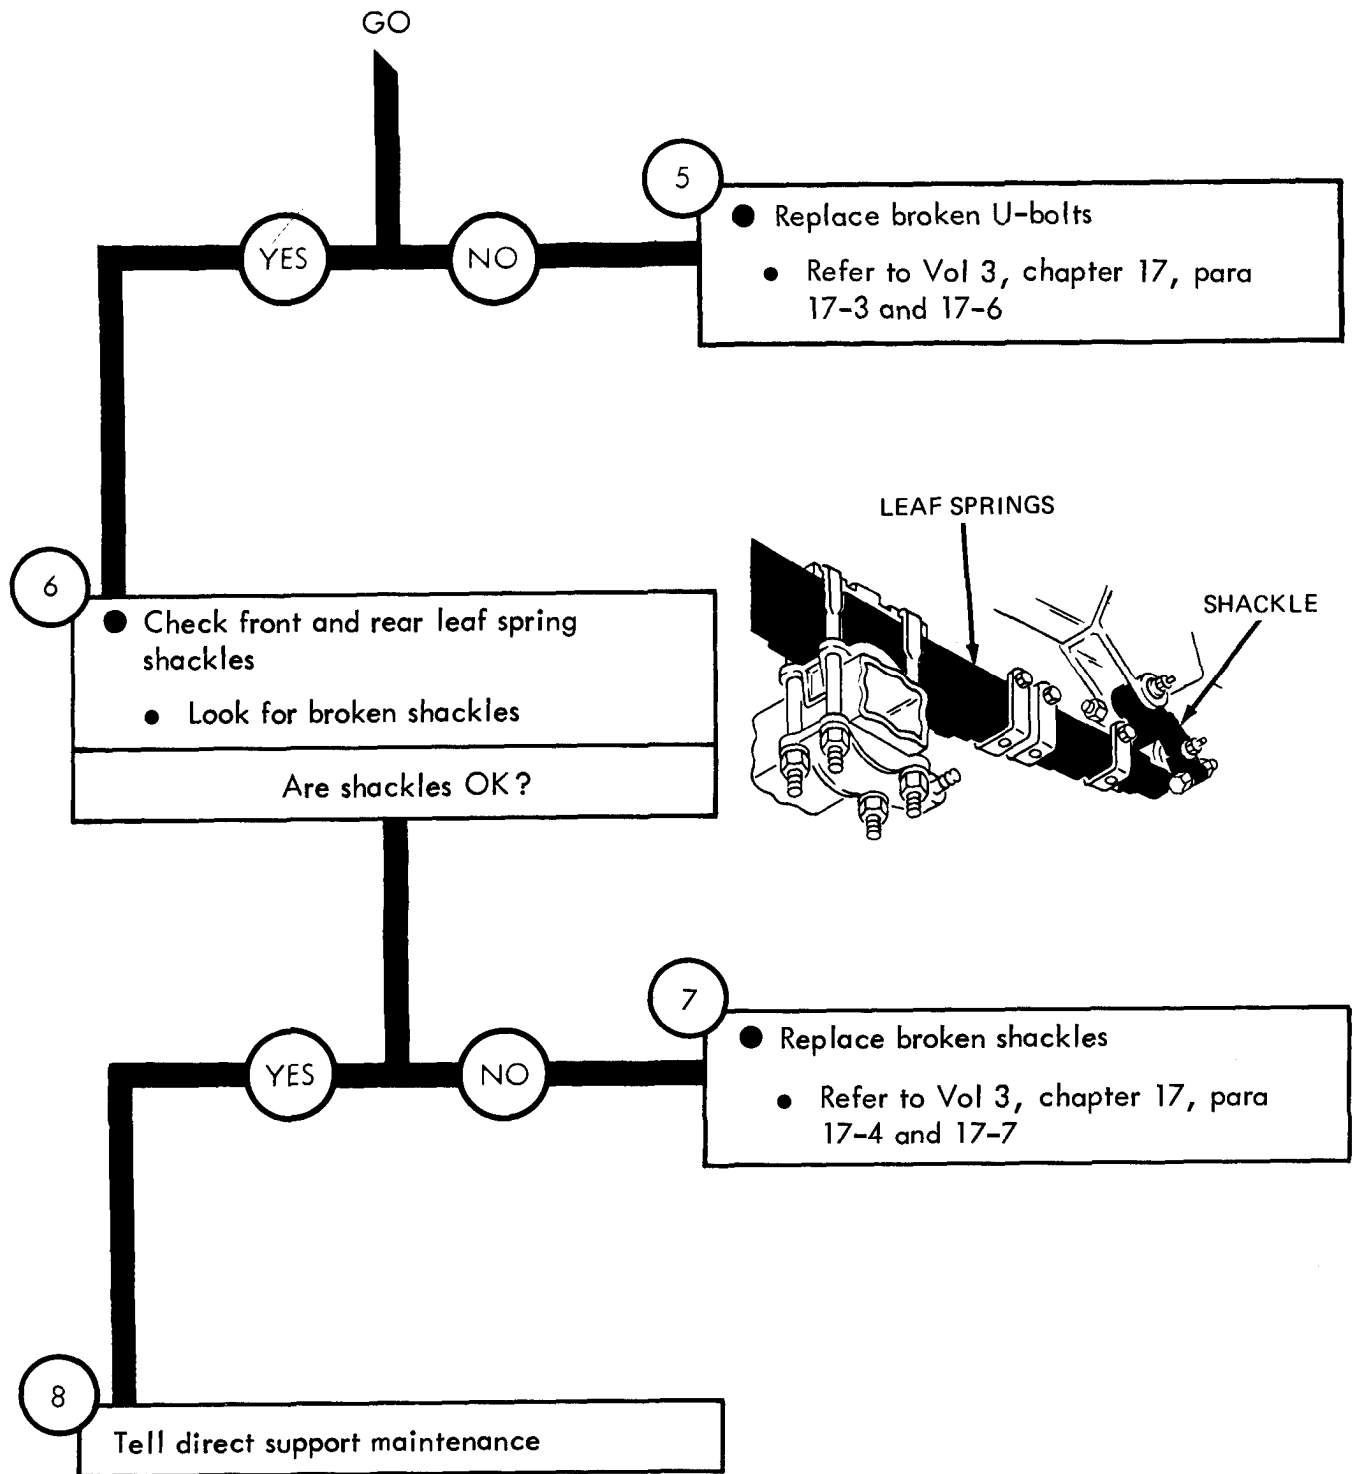 GO
YES
NO
5
● Replace broken U-bolts
● Refer to Vol 3, chapter 17, para
17-3 and 17-6
LEAF SPRINGS
SHACKLE
6
● Check front and rear leaf spring
shackles
● Look for broken shackles
Are shackles OK?
YES
NO
7
● Replace broken shackles
● Refer to Vol 3, chapter 17, para
17-4 and 17-7
8
Tell direct support maintenance